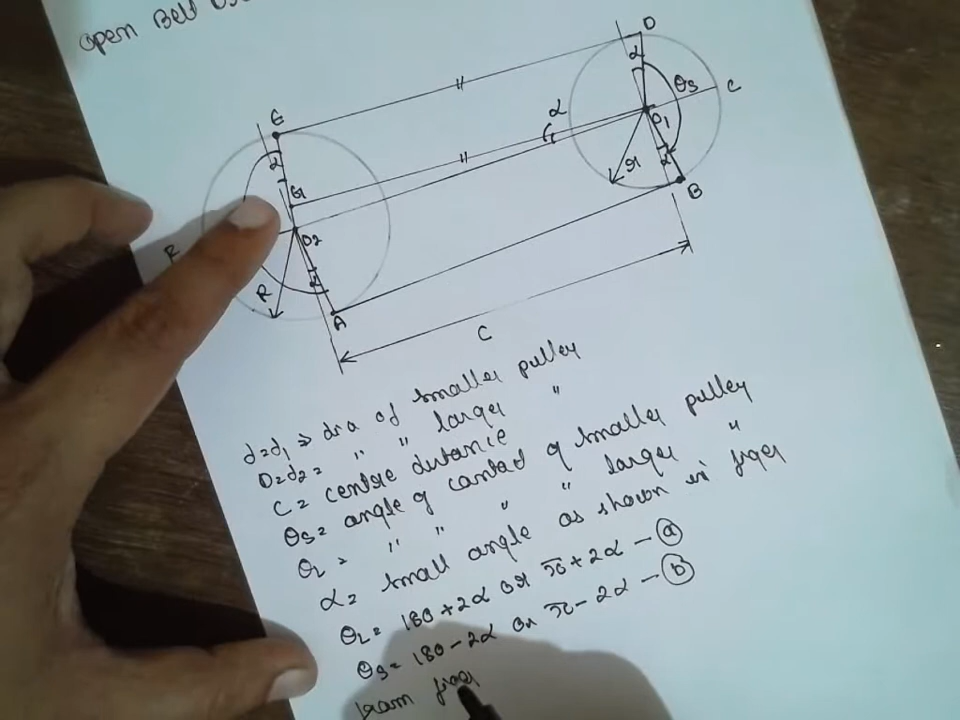 Open Belt
D
α
θs
C
E
α
O1
α
G
r
α
B
O2
R
R
α
A
C
d=d1 ⇒ dia of smaller pulley
D=d2 = " " larger "
C = centre distance
θs = angle of contact of smaller pulley
θL = " " " " larger "
α = small angle as shown in figer
θL = 180 + 2α or π + 2α — ⓐ
θs = 180 - 2α or π - 2α — ⓑ
from figer